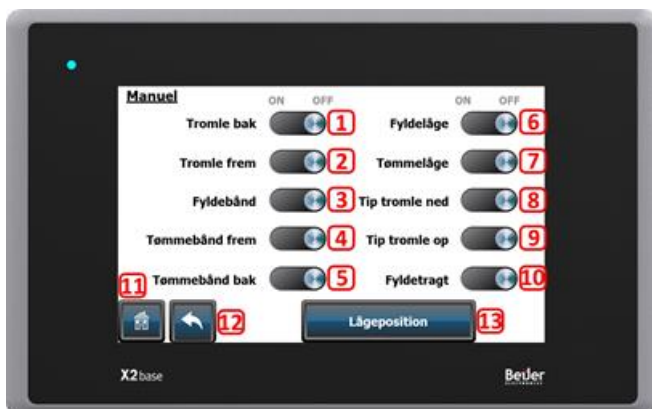 Manuel
ON OFF ON OFF
Tromle bak 1 Fyldelåge 6
Tromle frem 2 Tømmelåge 7
Fyldebånd 3 Tip tromle ned 8
Tømmebånd frem 4 Tip tromle op 9
Tømmebånd bak 5 Fyldetragt 10
11
12 Lågeposition 13
X2 base Beijer
ELECTRONICS